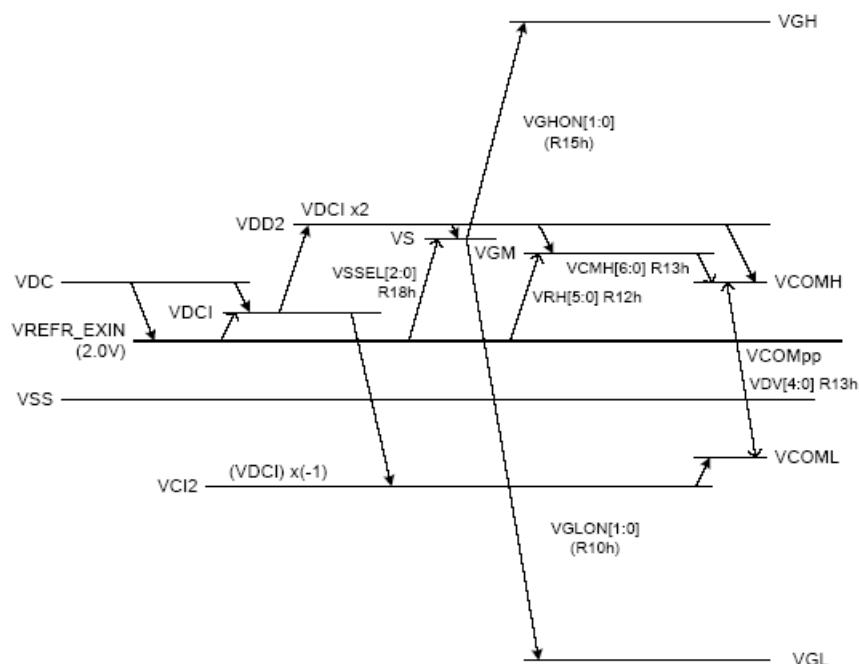 VGH
VGHON[1:0]
(R15h)
VDCI x2
VDD2
VS
VGM
VSSEL[2:0]
R18h
VCMH[6:0] R13h
VDC
VCOMH
VRH[5:0] R12h
VDCI
VREFR_EXIN
(2.0V)
VCOMpp
VDV[4:0] R13h
VSS
VCOML
(VDCI) x(-1)
VCI2
VGLON[1:0]
(R10h)
VGL